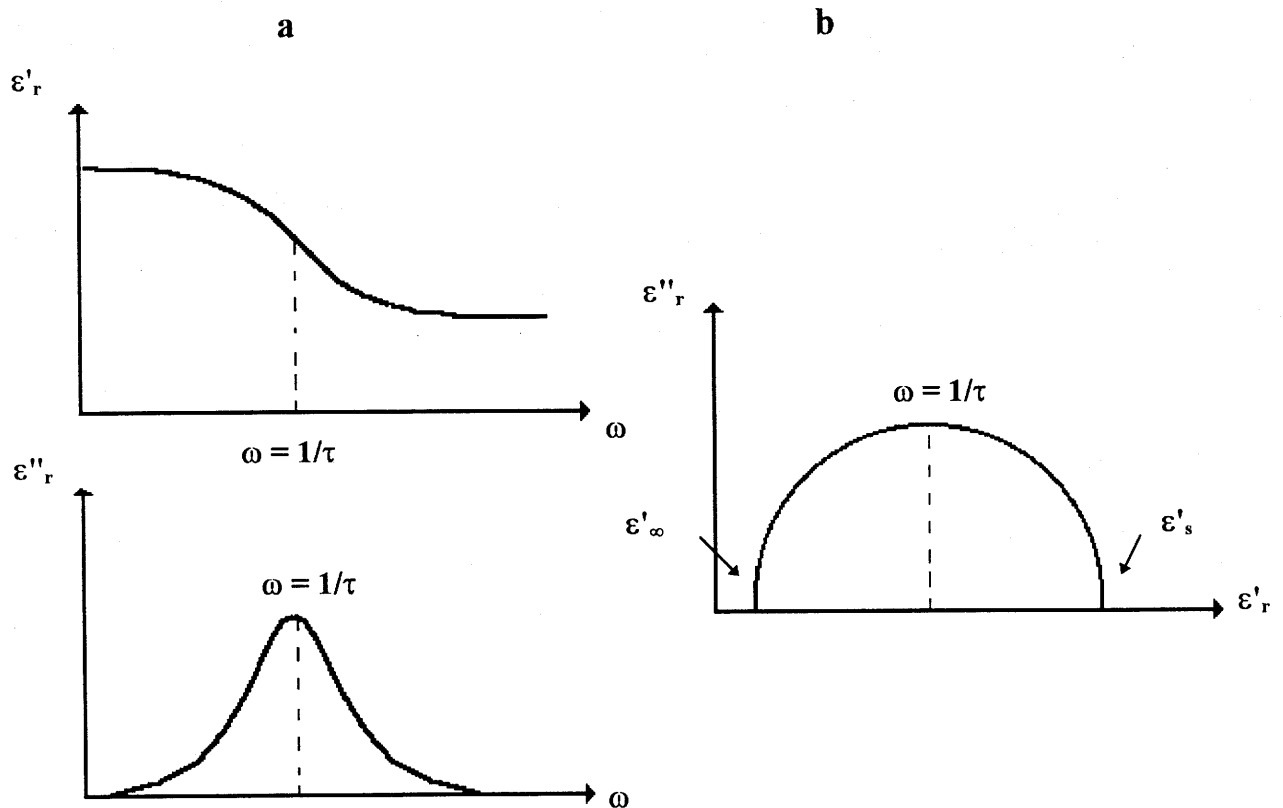 a
ε'r
ω
ω = 1/τ
ε''r
ω = 1/τ
ω
b
ε''r
ω = 1/τ
ε'∞
ε's
ε'r